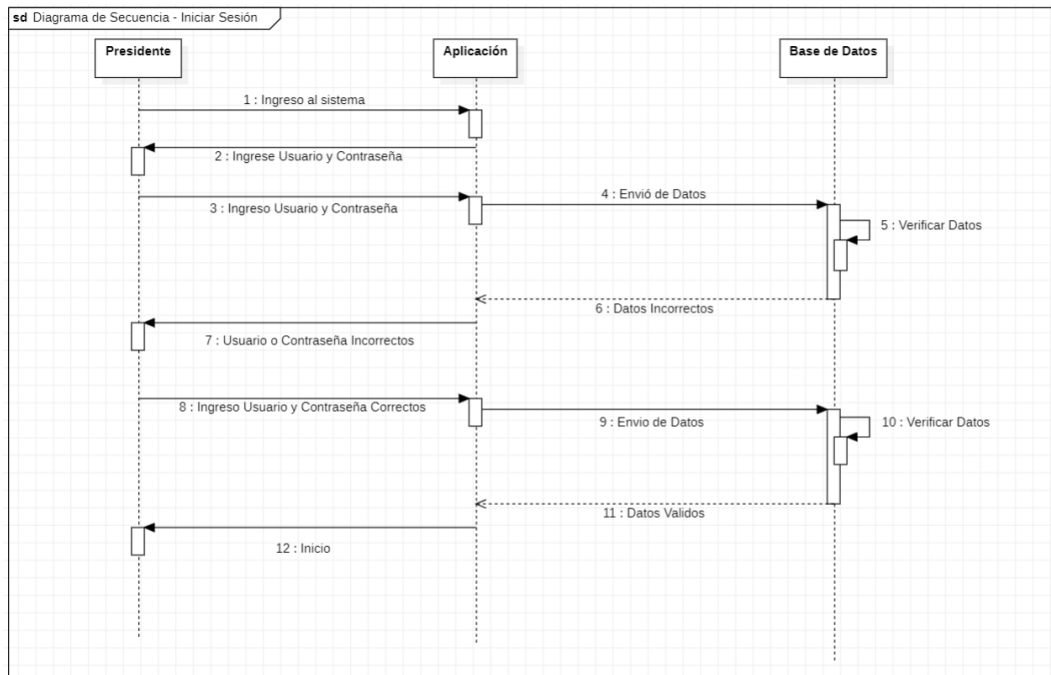 sd Diagrama de Secuencia - Iniciar Sesión
Presidente
Aplicación
Base de Datos
1 : Ingreso al sistema
2 : Ingrese Usuario y Contraseña
3 : Ingreso Usuario y Contraseña
4 : Envió de Datos
5 : Verificar Datos
6 : Datos Incorrectos
7 : Usuario o Contraseña Incorrectos
8 : Ingreso Usuario y Contraseña Correctos
9 : Envio de Datos
10 : Verificar Datos
11 : Datos Validos
12 : Inicio